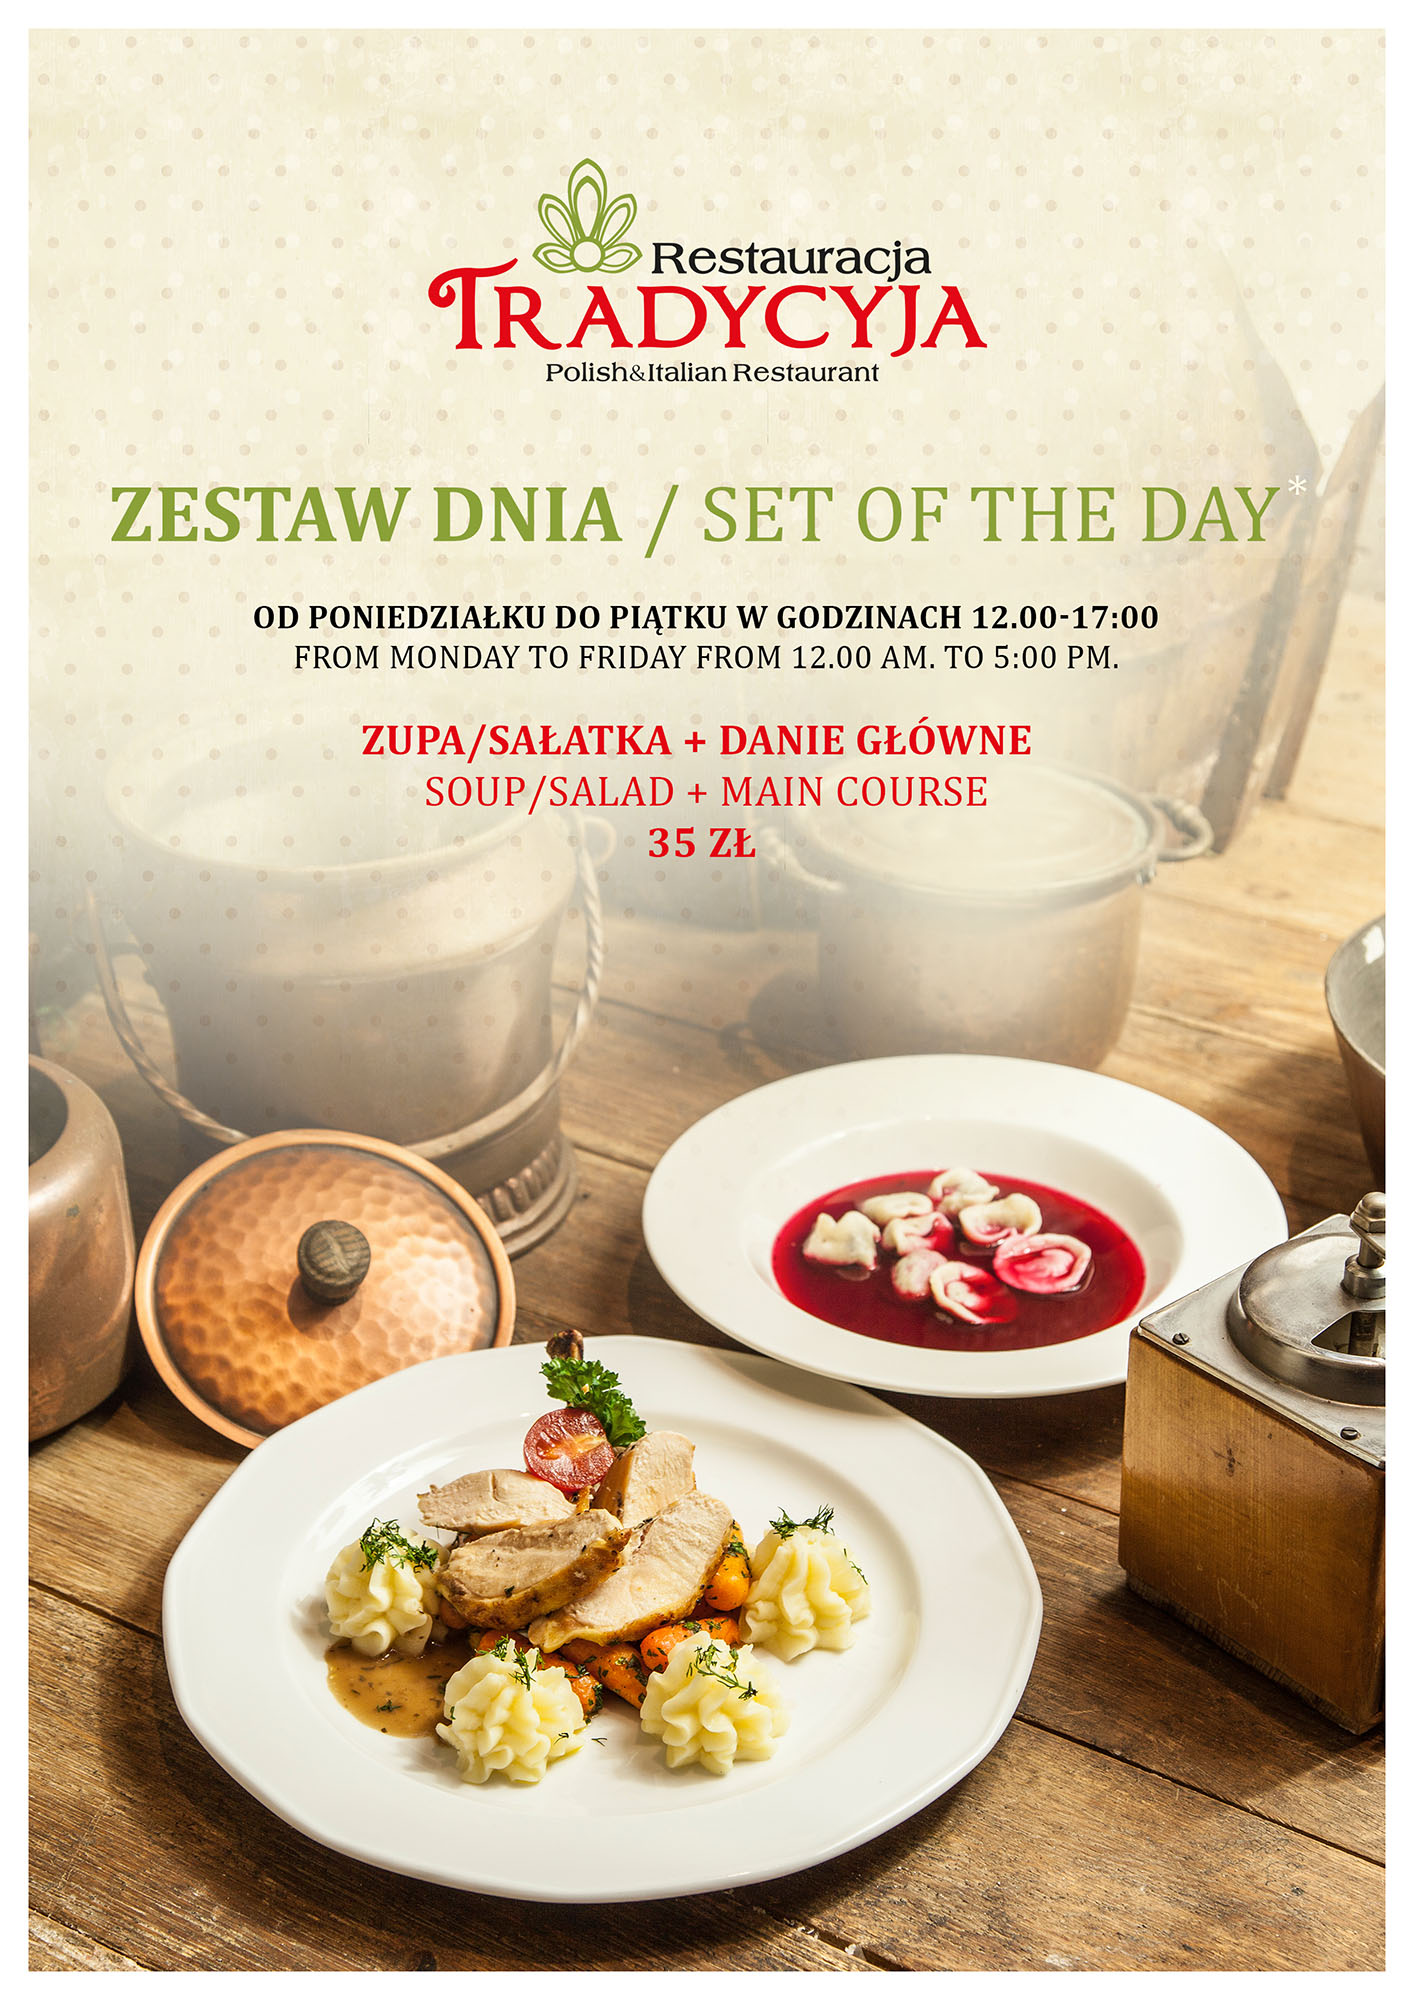 Restauracja
TRADYCYJA
Polish&Italian Restaurant
ZESTAW DNIA / SET OF THE DAY*
OD PONIEDZIAŁKU DO PIĄTKU W GODZINACH 12.00-17:00
FROM MONDAY TO FRIDAY FROM 12.00 AM. TO 5:00 PM.
ZUPA/SAŁATKA + DANIE GŁÓWNE
SOUP/SALAD + MAIN COURSE
35 ZŁ